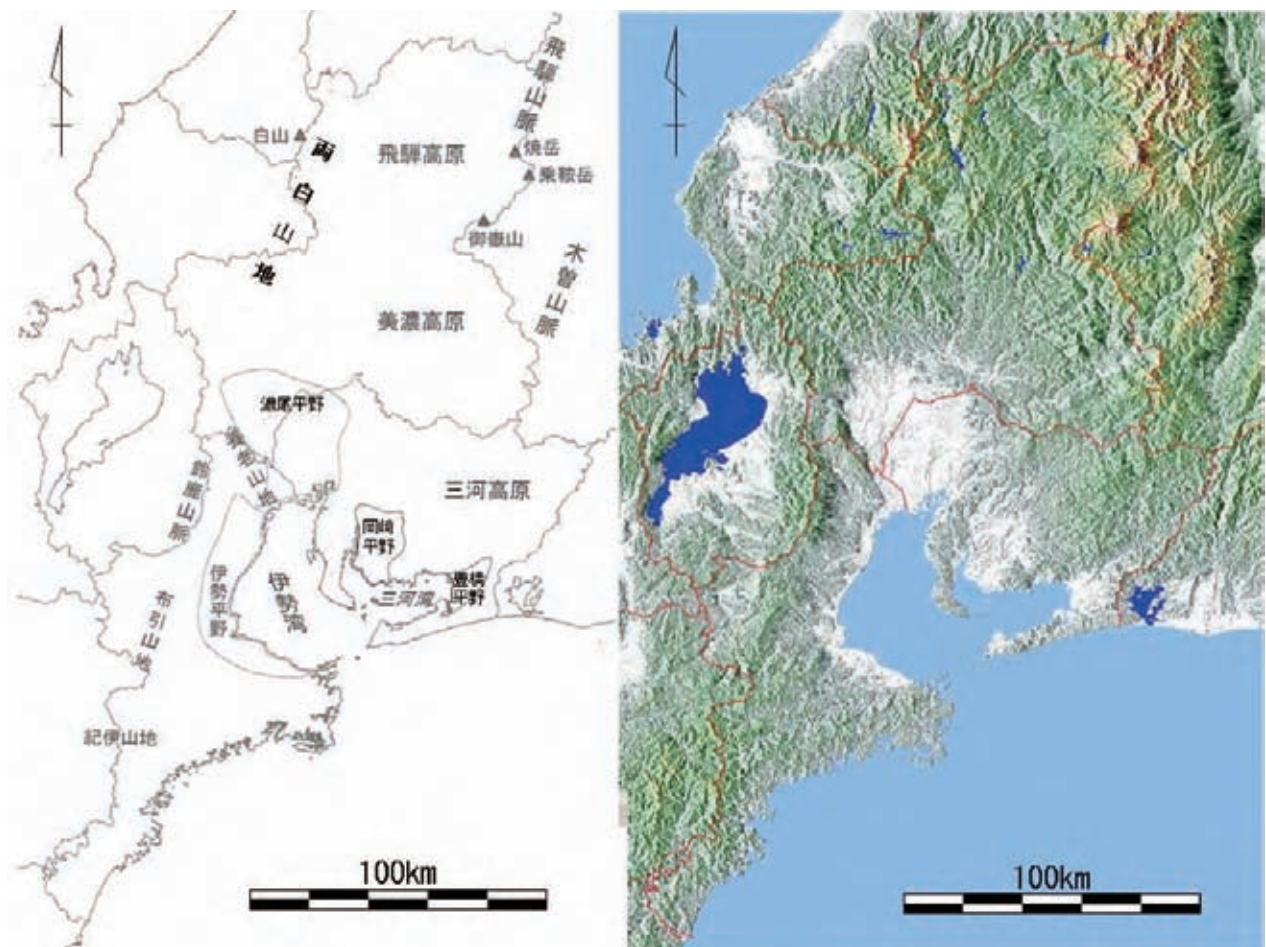 飛驒山脈
白山
両白山地
飛騨高原
焼岳
乗鞍岳
御嶽山
木曽山脈
美濃高原
濃尾平野
養老山地
鈴鹿山脈
三河高原
岡崎
平野
豊橋
平野
三河湾
伊勢平野
伊勢湾
布引山地
紀伊山地
100km
100km